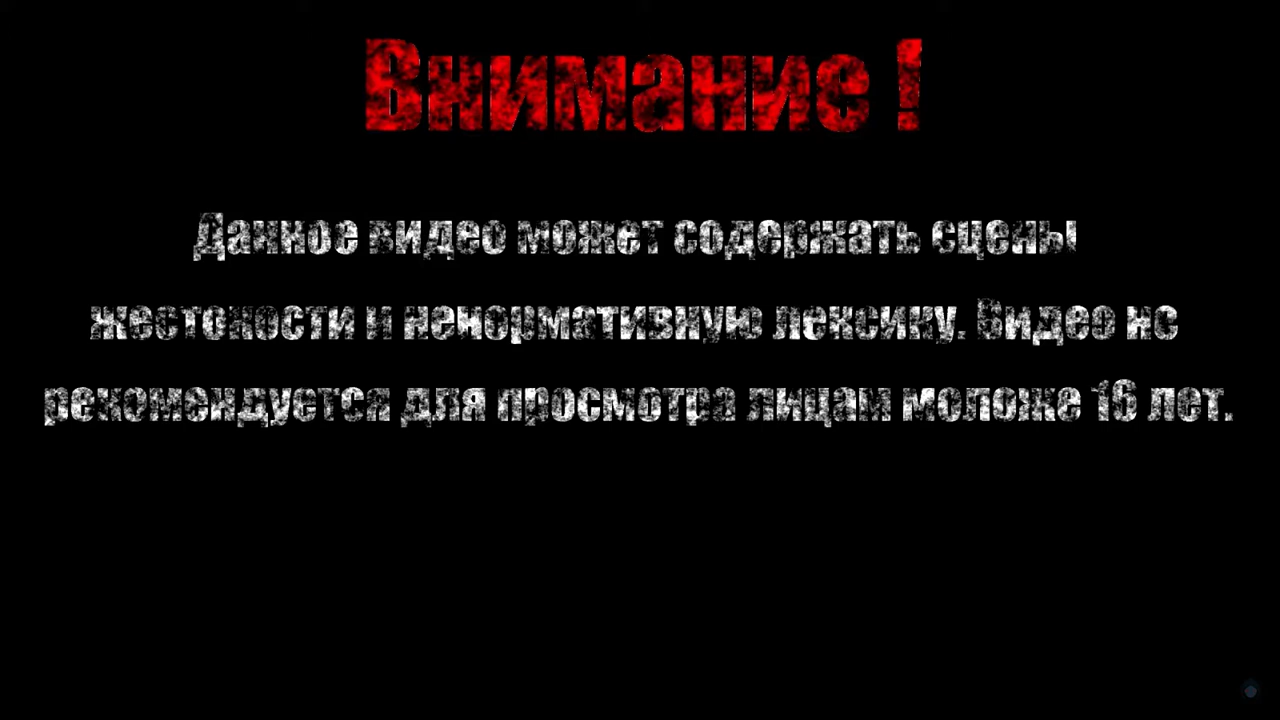 Внимание !
Данное видео может содержать сцены
жестокости и ненормативную лексику. Видео не
рекомендуется для просмотра лицам моложе 16 лет.